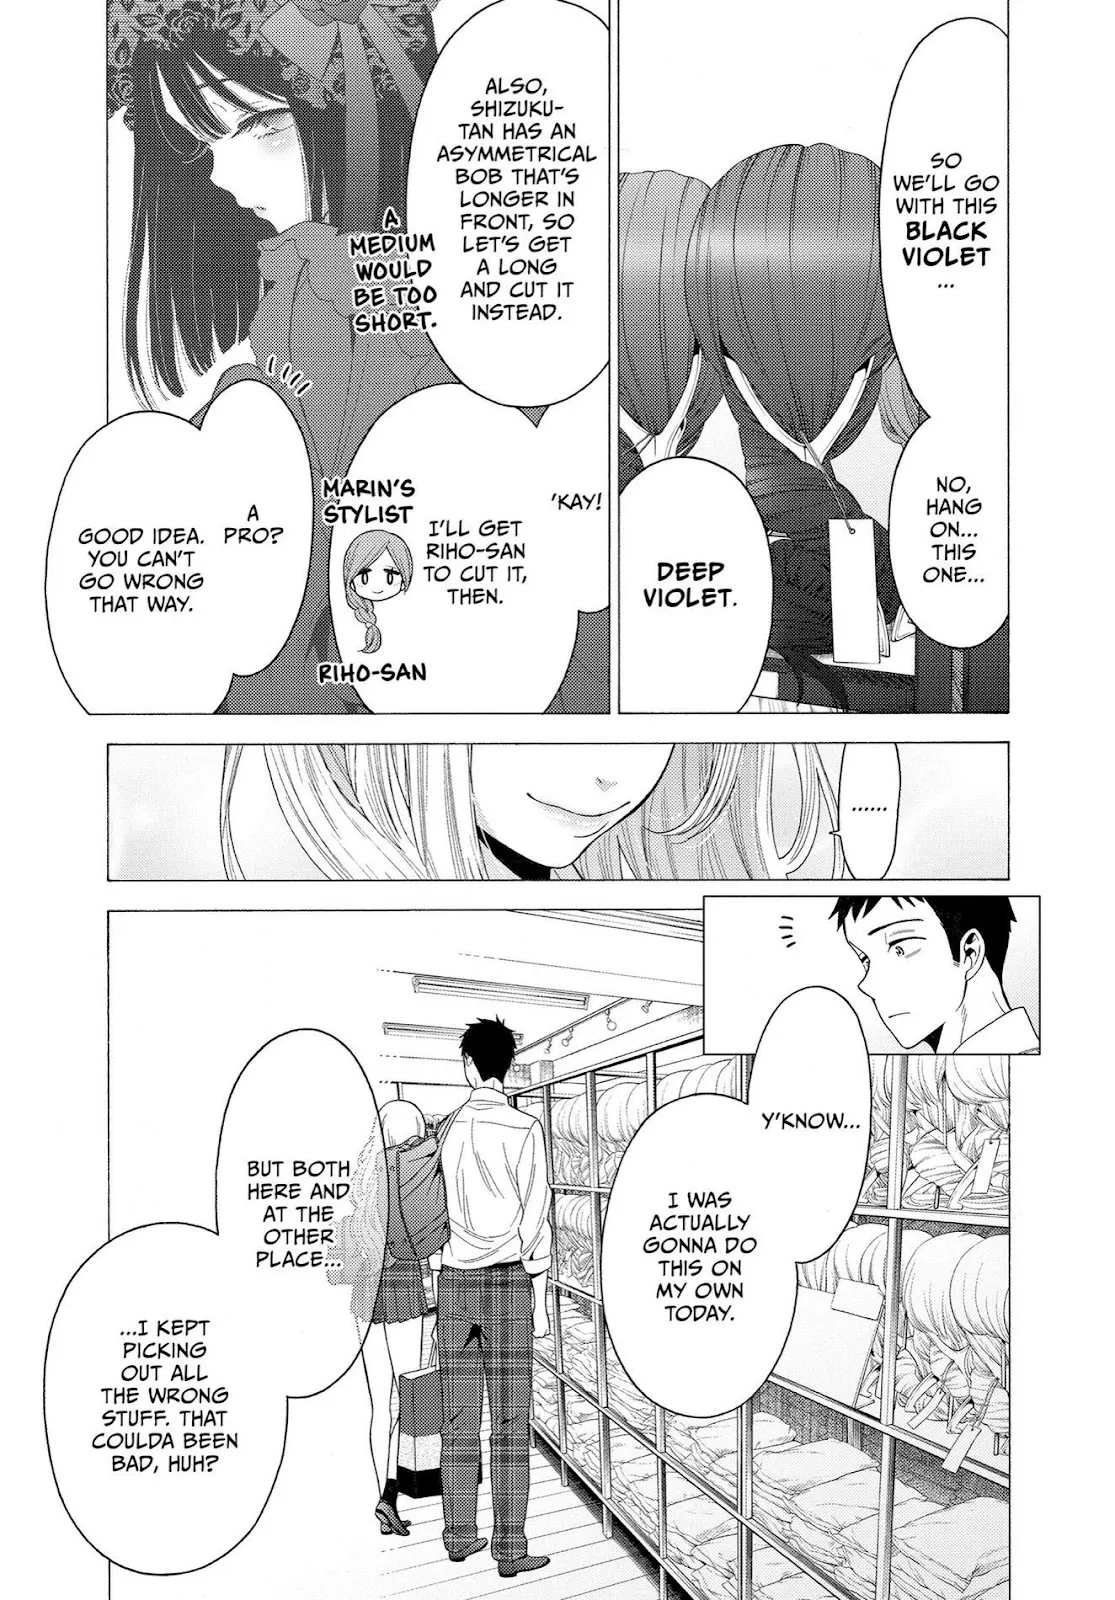 SO
WE'LL GO
WITH THIS
BLACK
VIOLET
...
NO,
HANG
ON...
THIS
ONE...
DEEP
VIOLET.
ALSO,
SHIZUKU-
TAN HAS AN
ASYMMETRICAL
BOB THAT'S
LONGER IN
FRONT, SO
LET'S GET
A LONG
AND CUT IT
INSTEAD.
A
MEDIUM
WOULD
BE TOO
SHORT.
'KAY!
I'LL GET
RIHO-SAN
TO CUT IT,
THEN.
MARIN'S
STYLIST
RIHO-SAN
A
PRO?
GOOD IDEA.
YOU CAN'T
GO WRONG
THAT WAY.
......
Y'KNOW...
I WAS
ACTUALLY
GONNA DO
THIS ON
MY OWN
TODAY.
BUT BOTH
HERE AND
AT THE
OTHER
PLACE...
...I KEPT
PICKING
OUT ALL
THE WRONG
STUFF. THAT
COULDA BEEN
BAD, HUH?